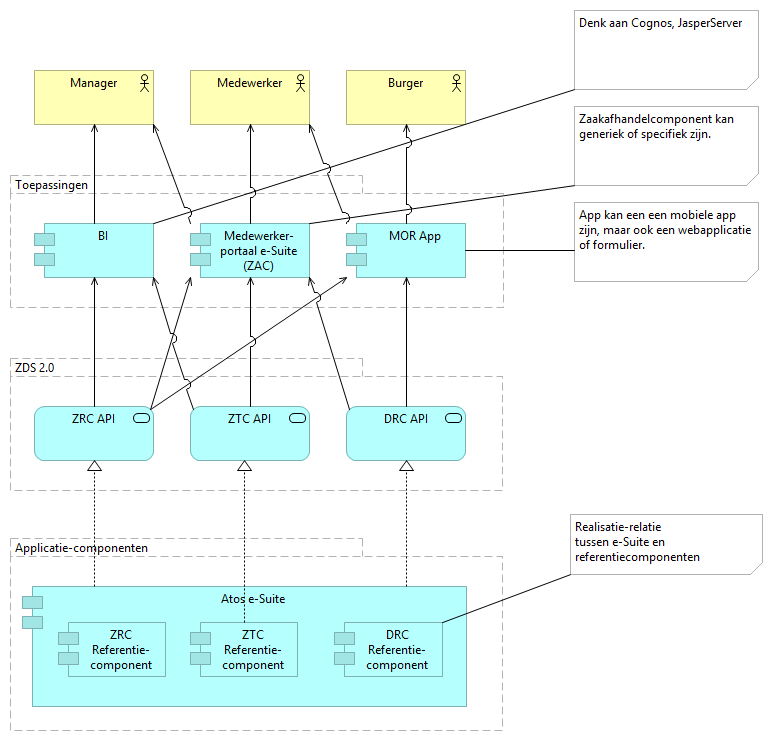 Denk aan Cognos, JasperServer
Manager
Medewerker
Burger
Zaakafhandelcomponent kan
generiek of specifiek zijn.
Toepassingen
App kan een een mobiele app
zijn, maar ook een webapplicatie
of formulier.
BI
Medewerker-
portaal e-Suite
(ZAC)
MOR App
ZDS 2.0
ZRC API
ZTC API
DRC API
Realisatie-relatie
tussen e-Suite en
referentiecomponenten
Applicatie-componenten
Atos e-Suite
ZRC
Referentie-
component
ZTC
Referentie-
component
DRC
Referentie-
component